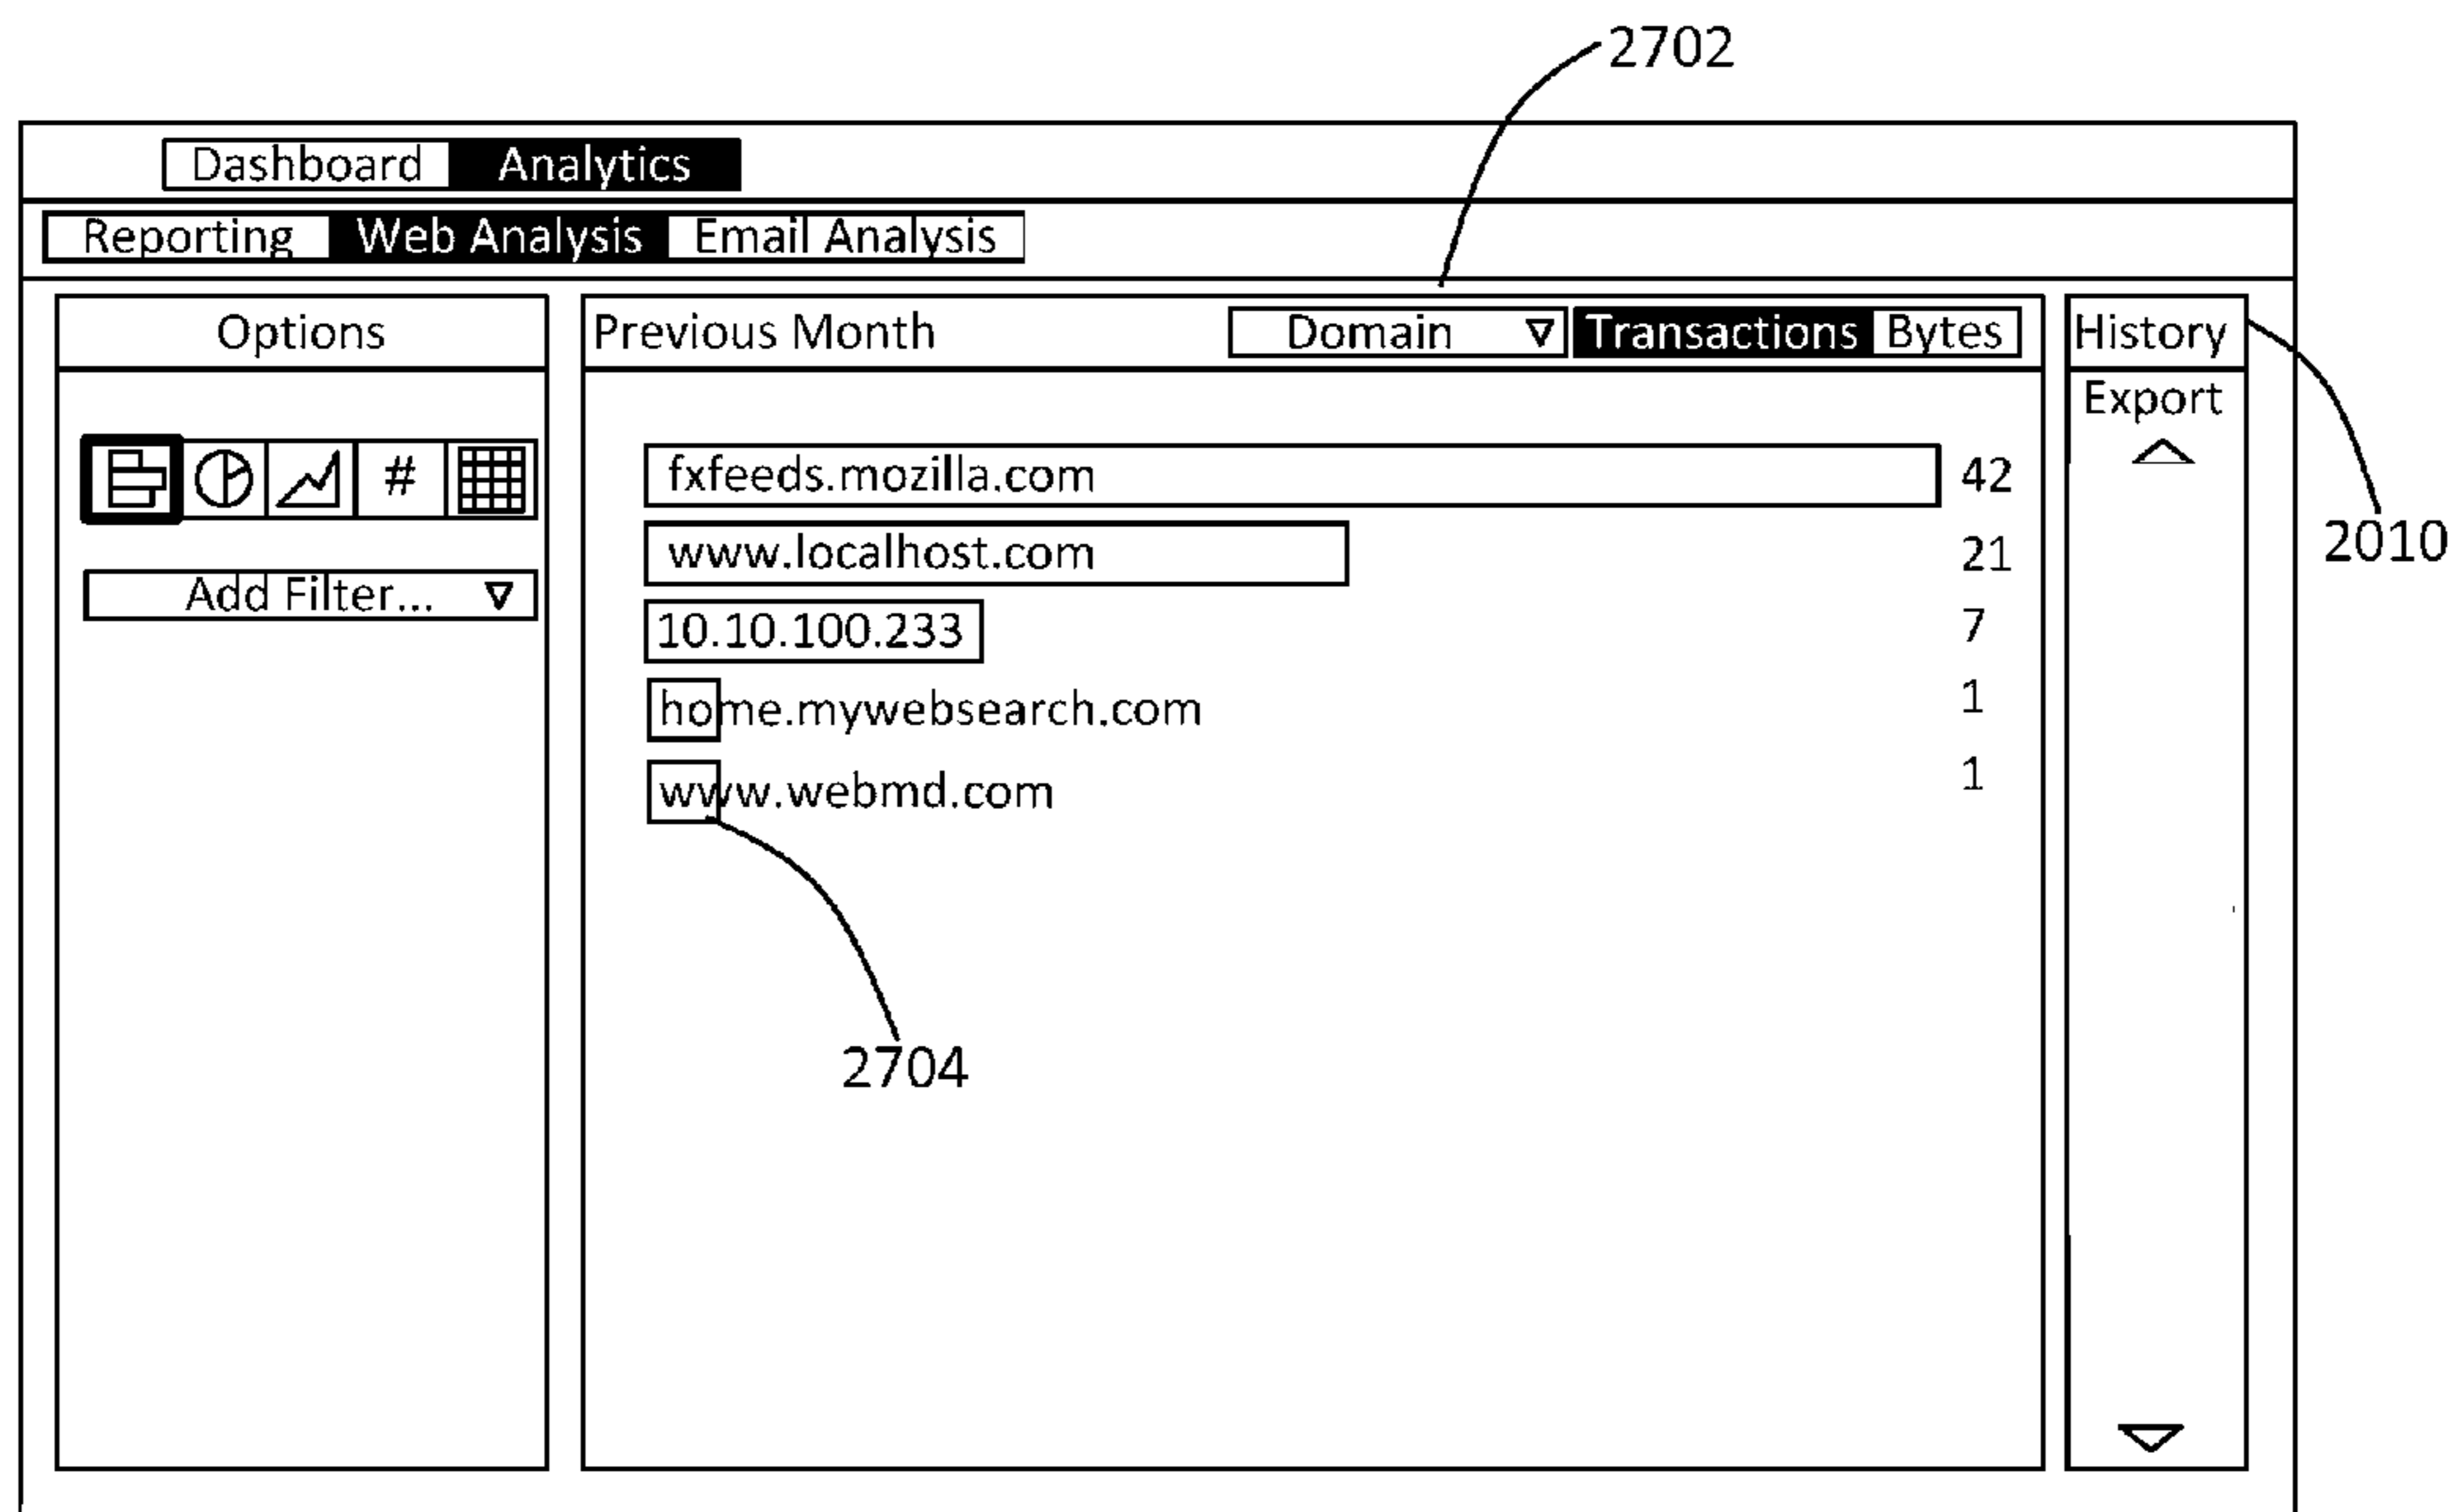 2702
Dashboard Analytics
Reporting Web Analysis Email Analysis
Options
Previous Month Domain Transactions Bytes
History
Export
#
Add Filter...
fxfeeds.mozilla.com 42
www.localhost.com 21
10.10.100.233 7
home.mywebsearch.com 1
www.webmd.com 1
2010
2704